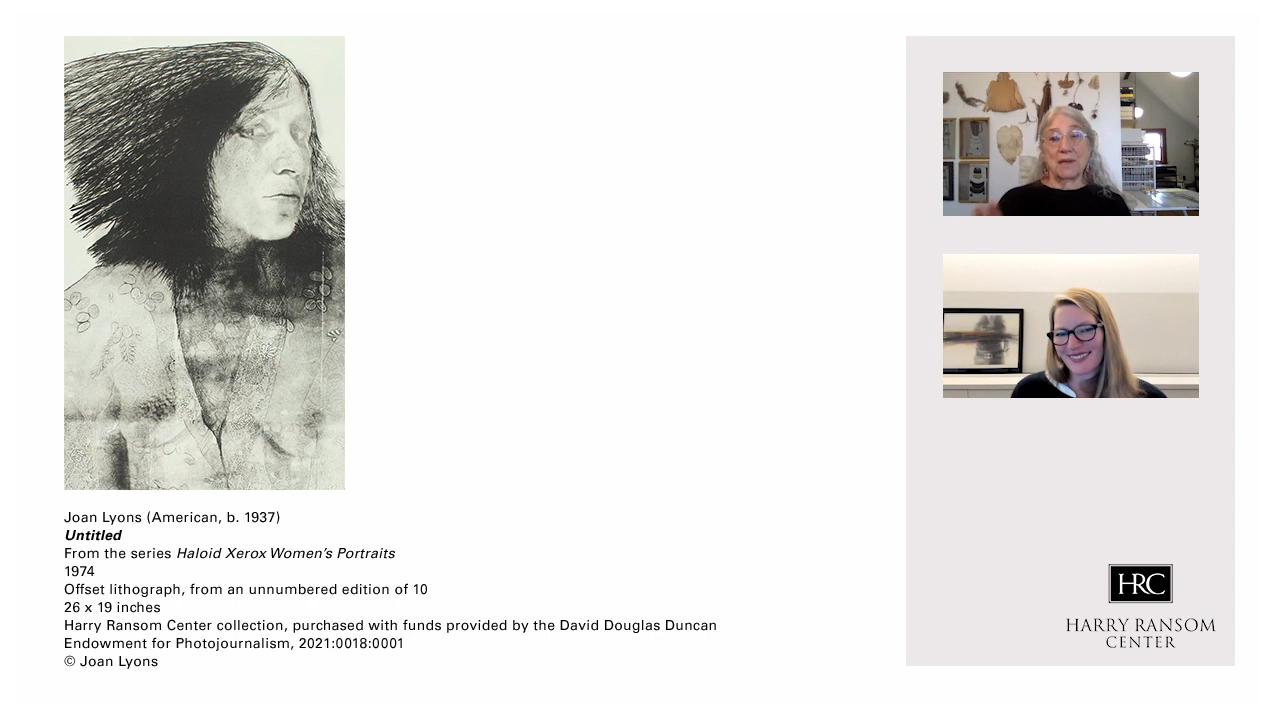 Joan Lyons (American, b. 1937)
Untitled
From the series Haloid Xerox Women's Portraits
1974
Offset lithograph, from an unnumbered edition of 10
26 x 19 inches
Harry Ransom Center collection, purchased with funds provided by the David Douglas Duncan
Endowment for Photojournalism, 2021:0018:0001
© Joan Lyons
HRC
HARRY RANSOM
CENTER